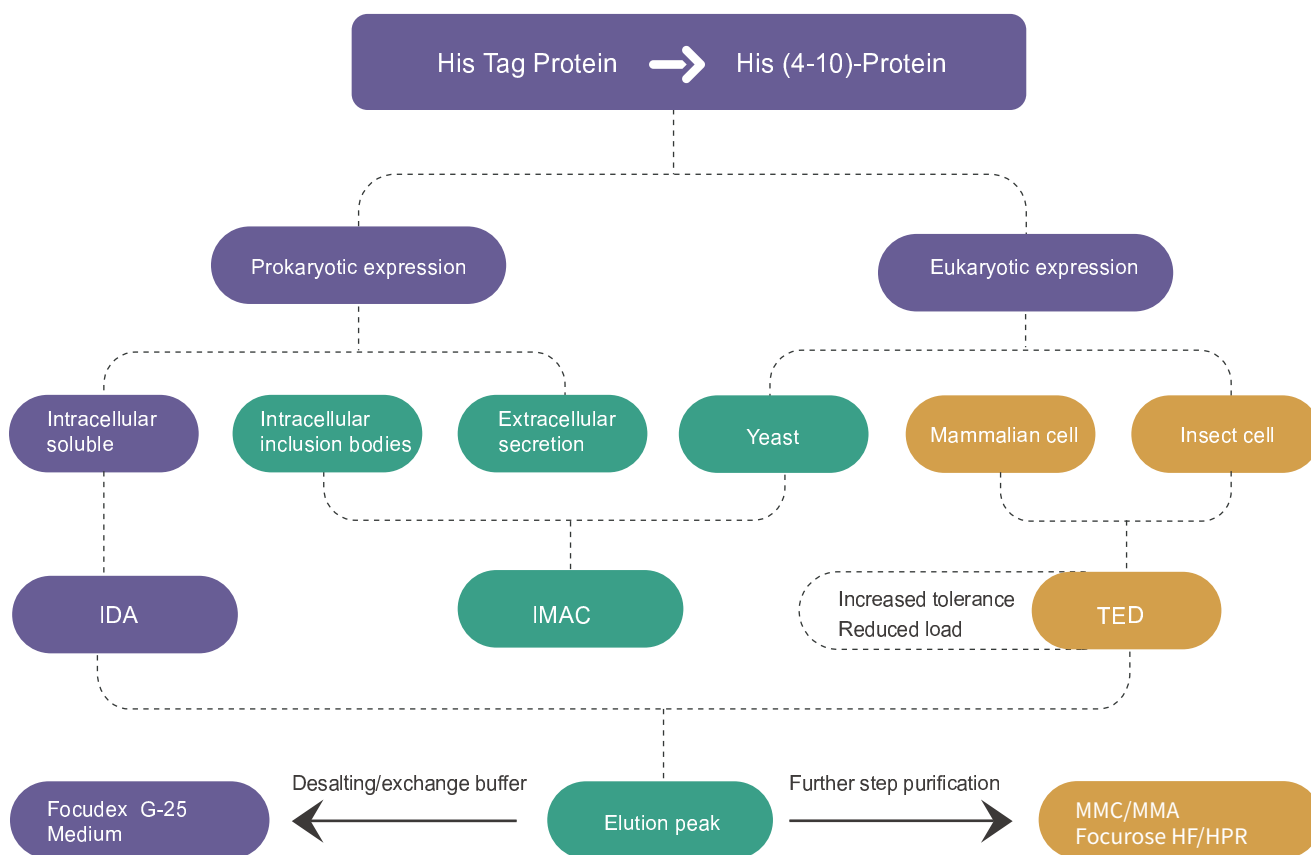 His Tag Protein → His (4-10)-Protein
Prokaryotic expression
Eukaryotic expression
Intracellular
soluble
Intracellular
inclusion bodies
Extracellular
secretion
Yeast
Mammalian cell
Insect cell
IDA
IMAC
Increased tolerance
Reduced load
TED
Desalting/exchange buffer
Further step purification
Focudex G-25
Medium
Elution peak
MMC/MMA
Focurose HF/HPR